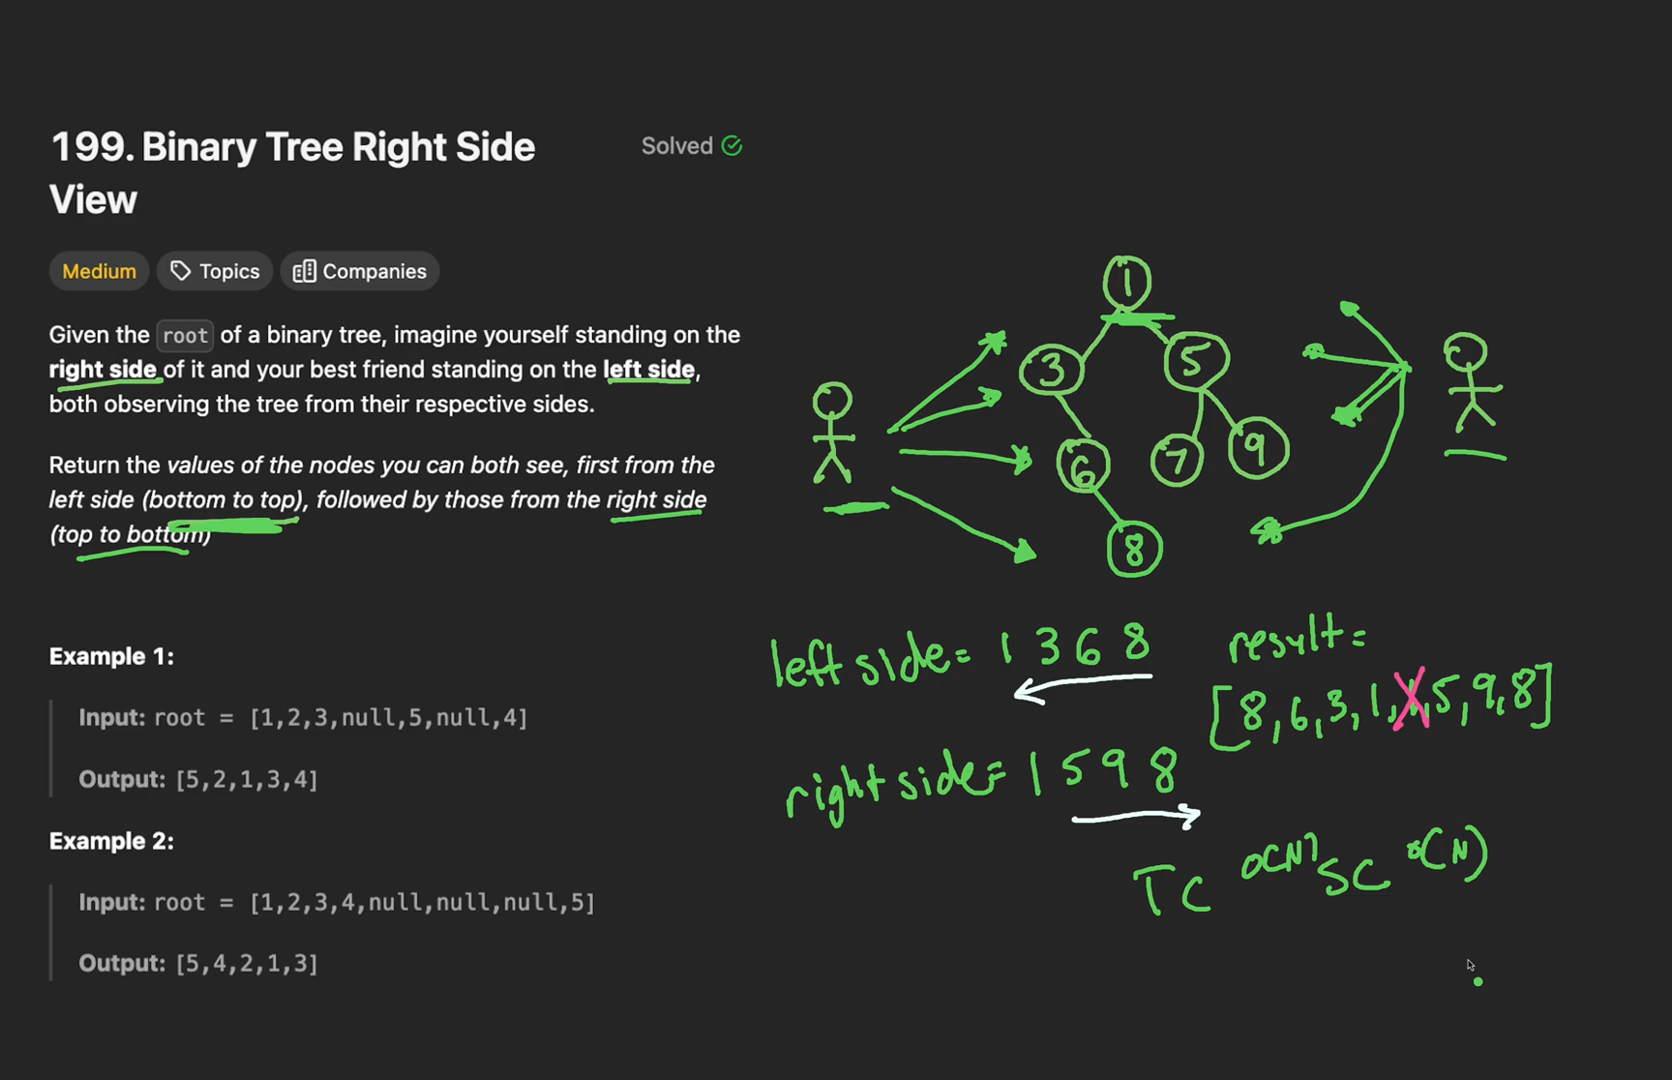 199. Binary Tree Right Side
View
Solved
Medium
Topics
Companies
Given the root of a binary tree, imagine yourself standing on the
right side of it and your best friend standing on the left side,
both observing the tree from their respective sides.
Return the values of the nodes you can both see, first from the
left side (bottom to top), followed by those from the right side
(top to bottom)
Example 1:
Input: root = [1,2,3,null,5,null,4]
Output: [5,2,1,3,4]
Example 2:
Input: root = [1,2,3,4,null,null,null,5]
Output: [5,4,2,1,3]
1
3
5
6
7
9
8
left side = 1 3 6 8
result =
[8,6,3,1,1,5,9,8]
right side = 1 5 9 8
TC O(N) SC O(N)